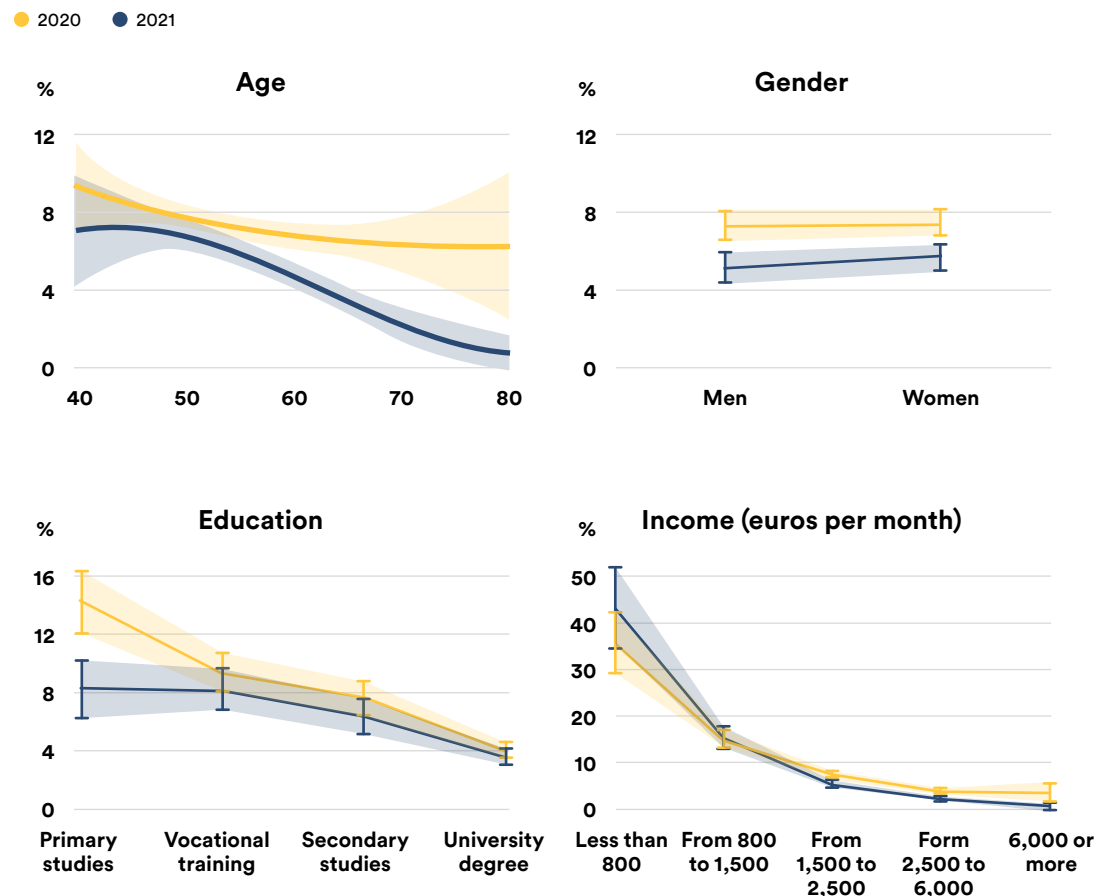 2020 2021
Age
%
12
8
4
0
40 50 60 70 80
Gender
%
12
8
4
0
Men Women
Education
%
16
12
8
4
0
Primary studies
Vocational training
Secondary studies
University degree
Income (euros per month)
%
50
40
30
20
10
0
Less than 800
From 800 to 1,500
From 1,500 to 2,500
Form 2,500 to 6,000
6,000 or more